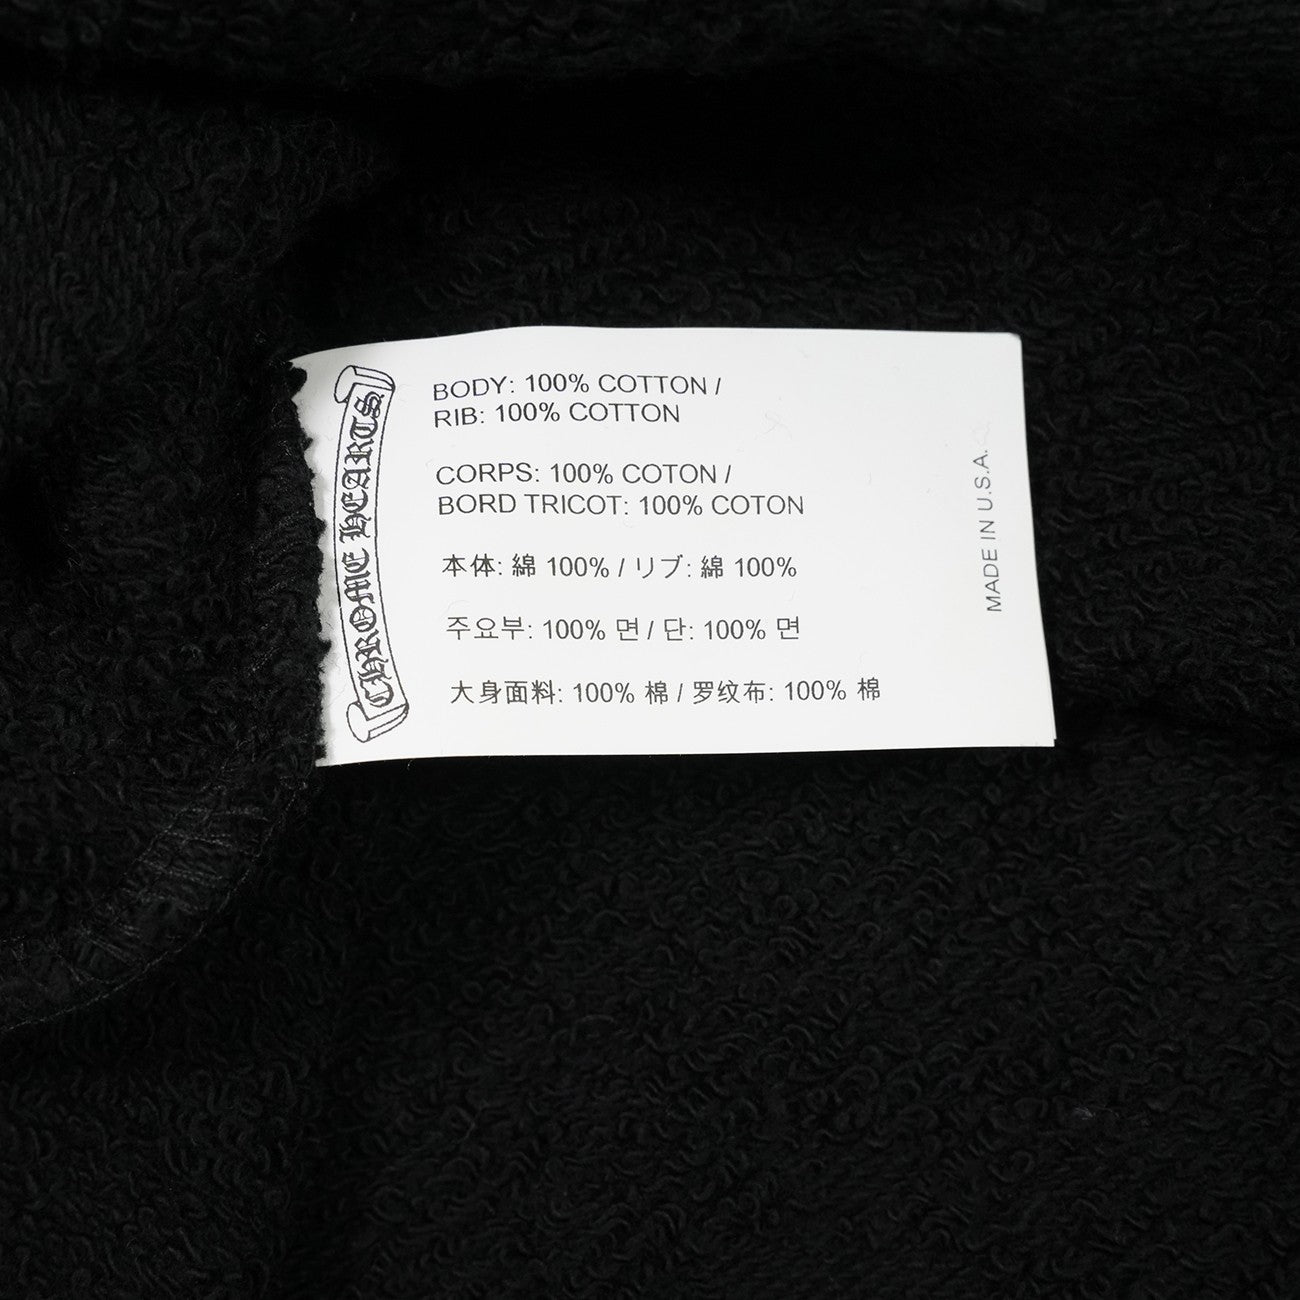 CHROME HEARTS
BODY: 100% COTTON /
RIB: 100% COTTON
CORPS: 100% COTON /
BORD TRICOT: 100% COTON
本体: 綿 100% / リブ: 綿 100%
주요부: 100% 면 / 단: 100% 면
大身面料: 100% 棉 / 罗纹布: 100% 棉
MADE IN U.S.A.